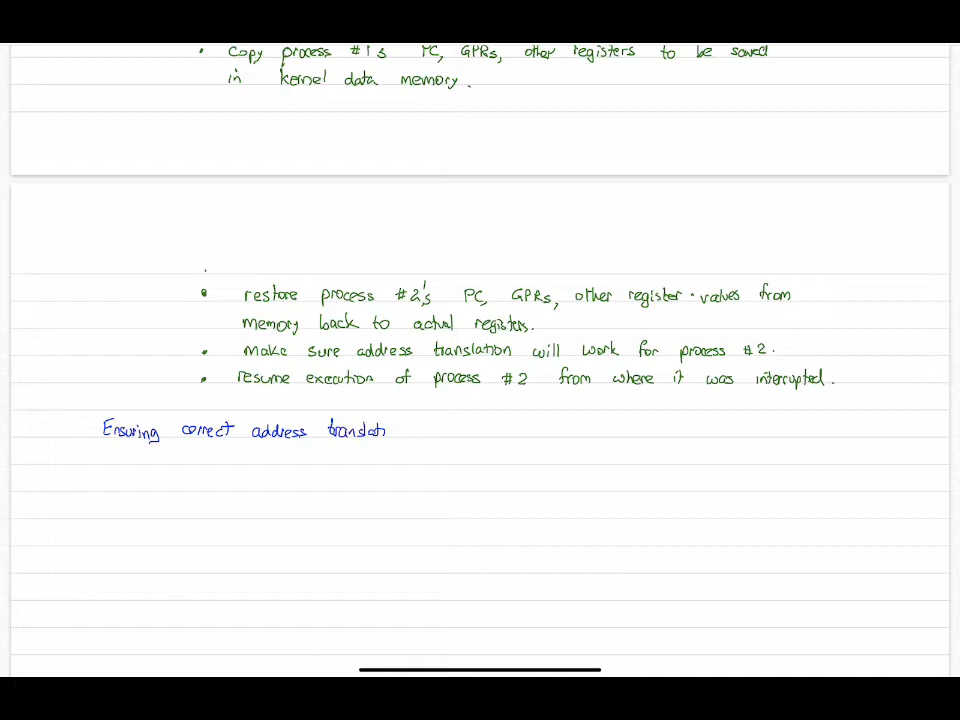 • Copy process #1's PC, GPRs, other registers to be saved
in kernel data memory.
• restore process #2's PC, GPRs, other register values from
memory back to actual registers.
• make sure address translation will work for process #2.
• resume execution of process #2 from where it was interrupted.
Ensuring correct address translati